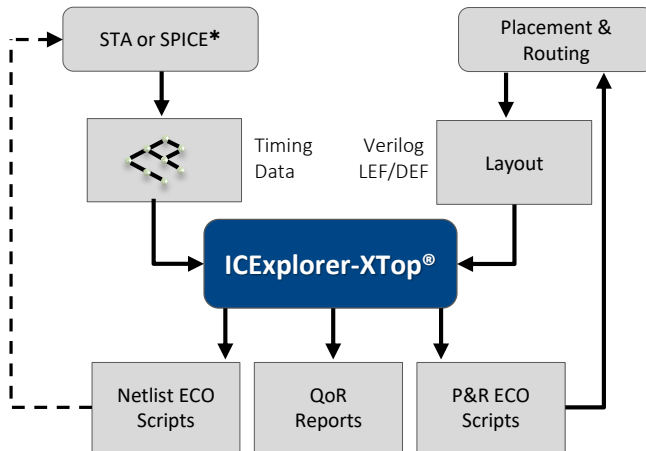 STA or SPICE*
Placement &
Routing
Timing
Data
Verilog
LEF/DEF
Layout
ICExplorer-XTop®
Netlist ECO
Scripts
QoR
Reports
P&R ECO
Scripts